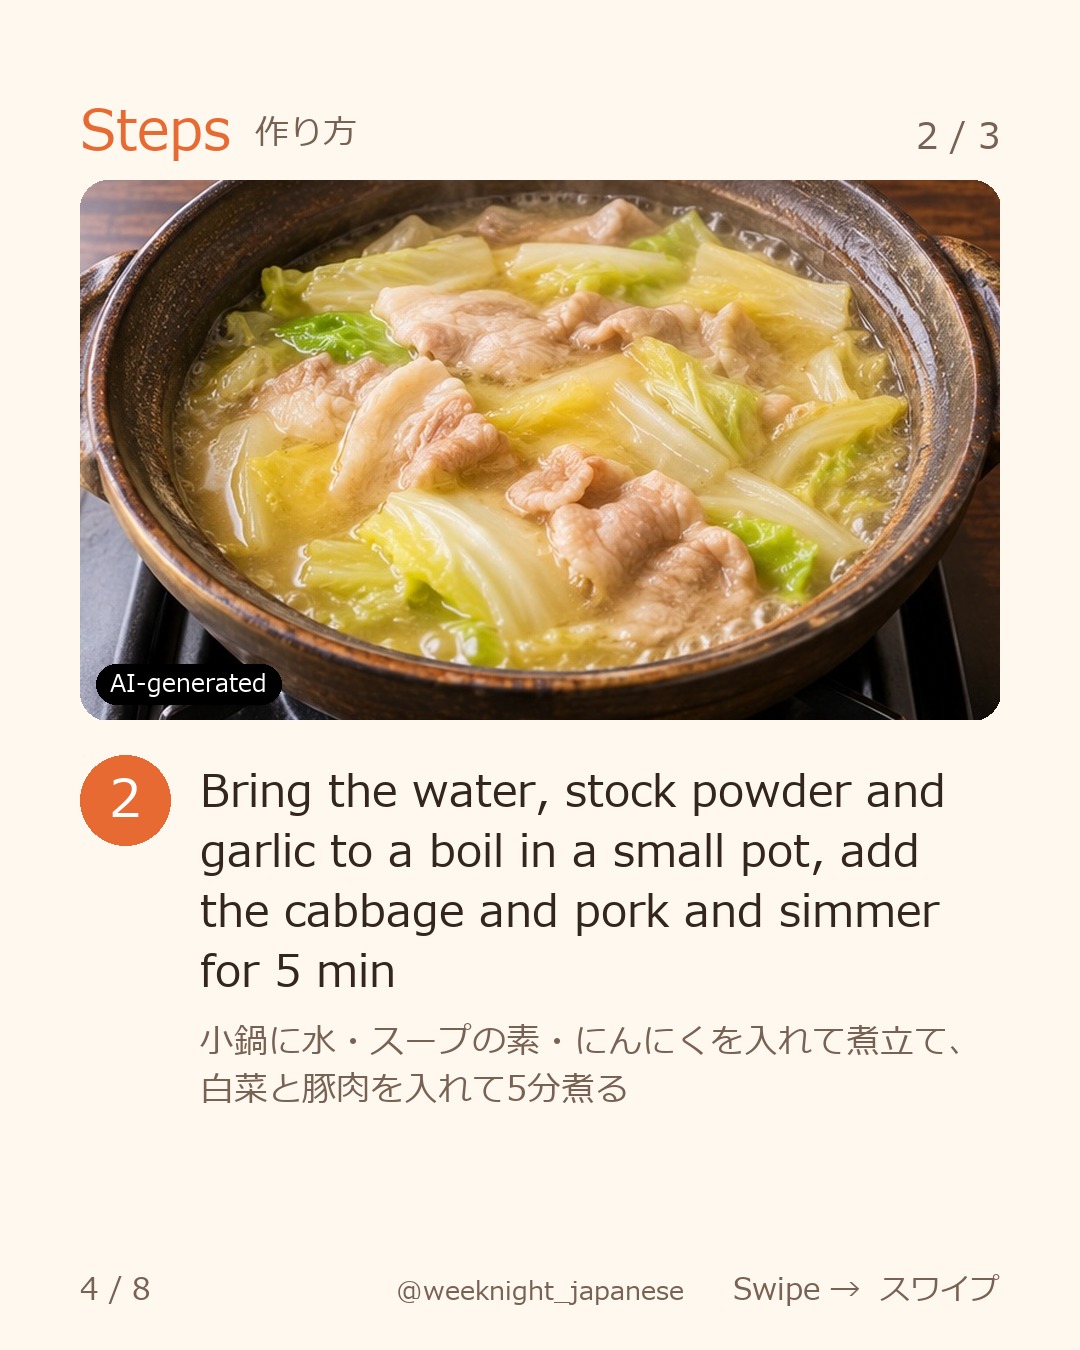 Steps 作り方 2 / 3
AI-generated
2
Bring the water, stock powder and
garlic to a boil in a small pot, add
the cabbage and pork and simmer
for 5 min
小鍋に水・スープの素・にんにくを入れて煮立て、
白菜と豚肉を入れて5分煮る
4 / 8 @weeknight_japanese Swipe → スワイプ